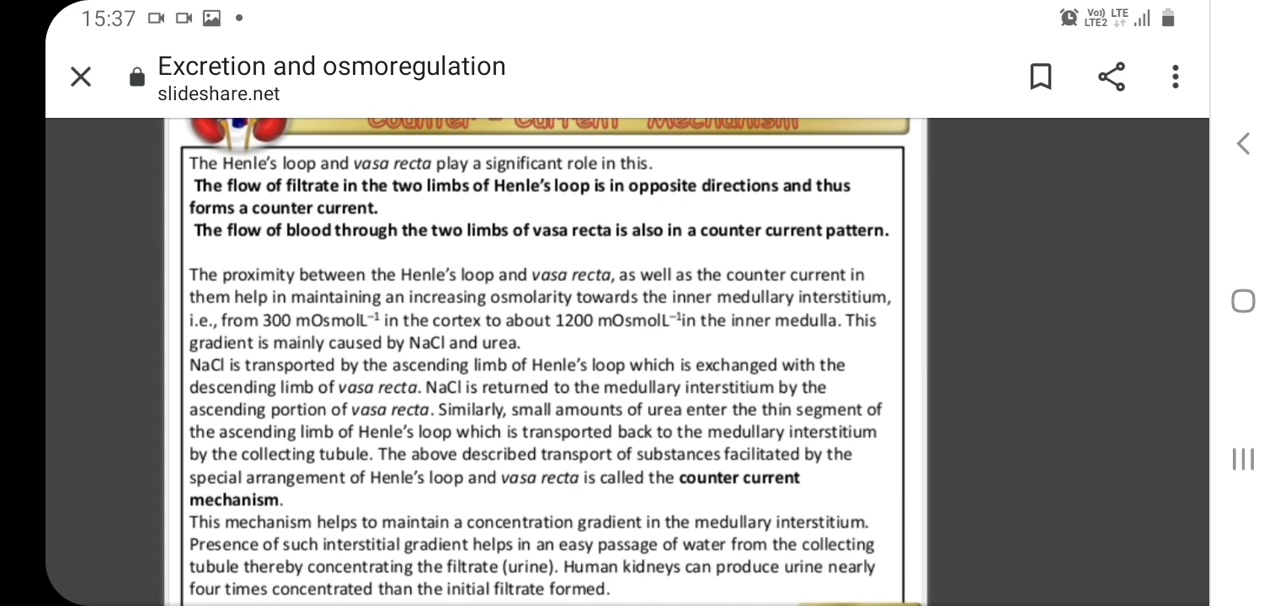 15:37
Vo)) LTE
LTE2
Excretion and osmoregulation
slideshare.net
Counter - Current Mechanism
The Henle's loop and vasa recta play a significant role in this.
The flow of filtrate in the two limbs of Henle's loop is in opposite directions and thus
forms a counter current.
The flow of blood through the two limbs of vasa recta is also in a counter current pattern.
The proximity between the Henle's loop and vasa recta, as well as the counter current in
them help in maintaining an increasing osmolarity towards the inner medullary interstitium,
i.e., from 300 mOsmolL⁻¹ in the cortex to about 1200 mOsmolL⁻¹in the inner medulla. This
gradient is mainly caused by NaCl and urea.
NaCl is transported by the ascending limb of Henle's loop which is exchanged with the
descending limb of vasa recta. NaCl is returned to the medullary interstitium by the
ascending portion of vasa recta. Similarly, small amounts of urea enter the thin segment of
the ascending limb of Henle's loop which is transported back to the medullary interstitium
by the collecting tubule. The above described transport of substances facilitated by the
special arrangement of Henle's loop and vasa recta is called the counter current
mechanism.
This mechanism helps to maintain a concentration gradient in the medullary interstitium.
Presence of such interstitial gradient helps in an easy passage of water from the collecting
tubule thereby concentrating the filtrate (urine). Human kidneys can produce urine nearly
four times concentrated than the initial filtrate formed.